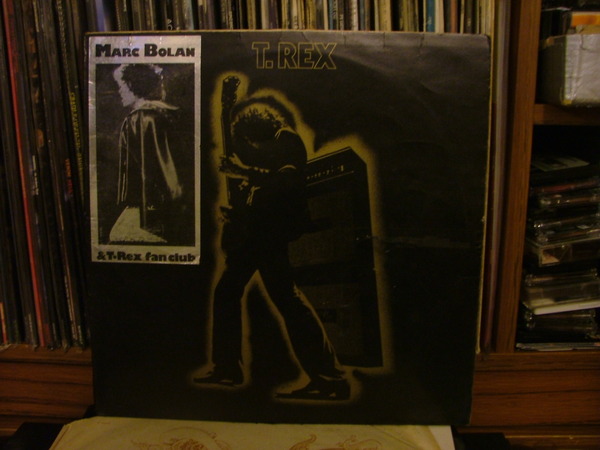 MARC BOLAN
T. REX
& T-Rex fan club